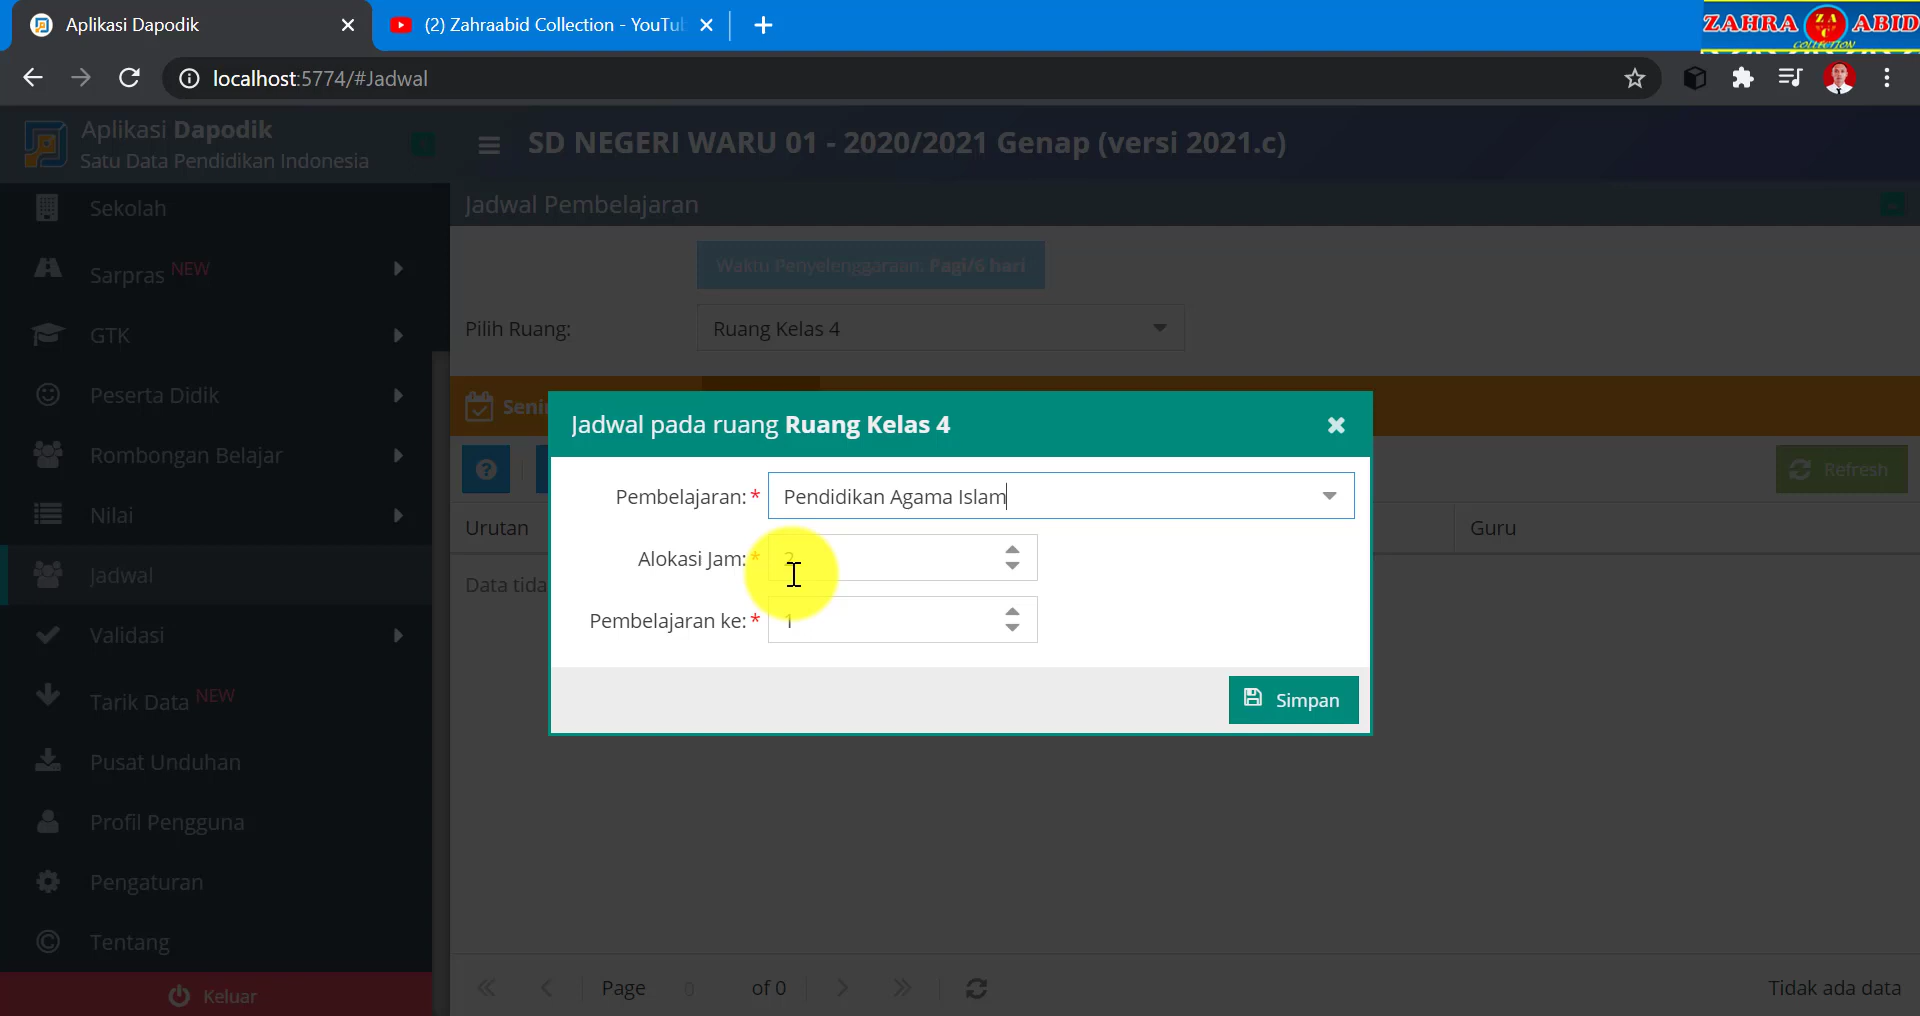 Aplikasi Dapodik
(2) Zahraabid Collection - YouTu
ZAHRA ZA ABID
COLLECTION
localhost:5774/#Jadwal
Aplikasi Dapodik
Satu Data Pendidikan Indonesia
SD NEGERI WARU 01 - 2020/2021 Genap (versi 2021.c)
Sekolah
Sarpras NEW
GTK
Peserta Didik
Rombongan Belajar
Nilai
Jadwal
Validasi
Tarik Data NEW
Pusat Unduhan
Profil Pengguna
Pengaturan
Tentang
Keluar
Jadwal Pembelajaran
Waktu Penyelenggaraan: Pagi/6 hari
Pilih Ruang:
Ruang Kelas 4
Refresh
Urutan
Guru
Jadwal pada ruang Ruang Kelas 4
Pembelajaran:*
Pendidikan Agama Islam
Alokasi Jam:*
Pembelajaran ke:*
1
Simpan
Page 0 of 0
Tidak ada data